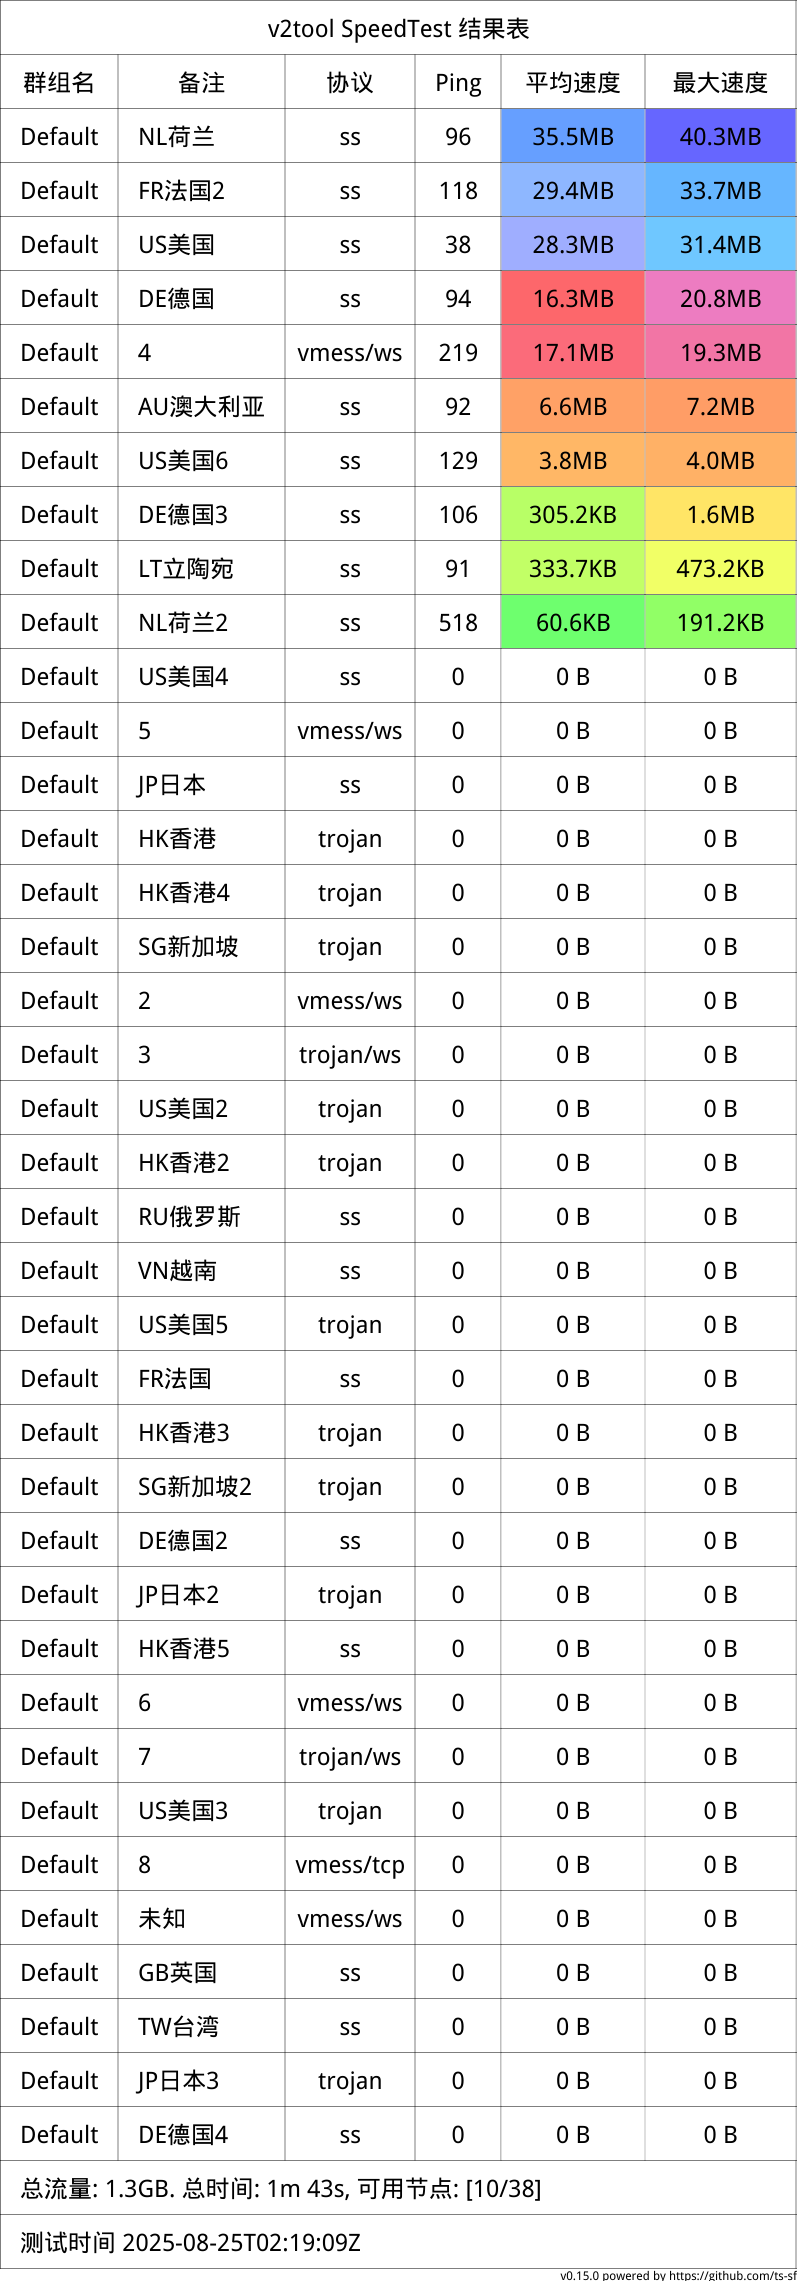 v2tool SpeedTest 结果表
群组名 备注 协议 Ping 平均速度 最大速度
Default NL荷兰 ss 96 35.5MB 40.3MB
Default FR法国2 ss 118 29.4MB 33.7MB
Default US美国 ss 38 28.3MB 31.4MB
Default DE德国 ss 94 16.3MB 20.8MB
Default 4 vmess/ws 219 17.1MB 19.3MB
Default AU澳大利亚 ss 92 6.6MB 7.2MB
Default US美国6 ss 129 3.8MB 4.0MB
Default DE德国3 ss 106 305.2KB 1.6MB
Default LT立陶宛 ss 91 333.7KB 473.2KB
Default NL荷兰2 ss 518 60.6KB 191.2KB
Default US美国4 ss 0 0 B 0 B
Default 5 vmess/ws 0 0 B 0 B
Default JP日本 ss 0 0 B 0 B
Default HK香港 trojan 0 0 B 0 B
Default HK香港4 trojan 0 0 B 0 B
Default SG新加坡 trojan 0 0 B 0 B
Default 2 vmess/ws 0 0 B 0 B
Default 3 trojan/ws 0 0 B 0 B
Default US美国2 trojan 0 0 B 0 B
Default HK香港2 trojan 0 0 B 0 B
Default RU俄罗斯 ss 0 0 B 0 B
Default VN越南 ss 0 0 B 0 B
Default US美国5 trojan 0 0 B 0 B
Default FR法国 ss 0 0 B 0 B
Default HK香港3 trojan 0 0 B 0 B
Default SG新加坡2 trojan 0 0 B 0 B
Default DE德国2 ss 0 0 B 0 B
Default JP日本2 trojan 0 0 B 0 B
Default HK香港5 ss 0 0 B 0 B
Default 6 vmess/ws 0 0 B 0 B
Default 7 trojan/ws 0 0 B 0 B
Default US美国3 trojan 0 0 B 0 B
Default 8 vmess/tcp 0 0 B 0 B
Default 未知 vmess/ws 0 0 B 0 B
Default GB英国 ss 0 0 B 0 B
Default TW台湾 ss 0 0 B 0 B
Default JP日本3 trojan 0 0 B 0 B
Default DE德国4 ss 0 0 B 0 B
总流量: 1.3GB. 总时间: 1m 43s, 可用节点: [10/38]
测试时间 2025-08-25T02:19:09Z
v0.15.0 powered by https://github.com/ts-sf